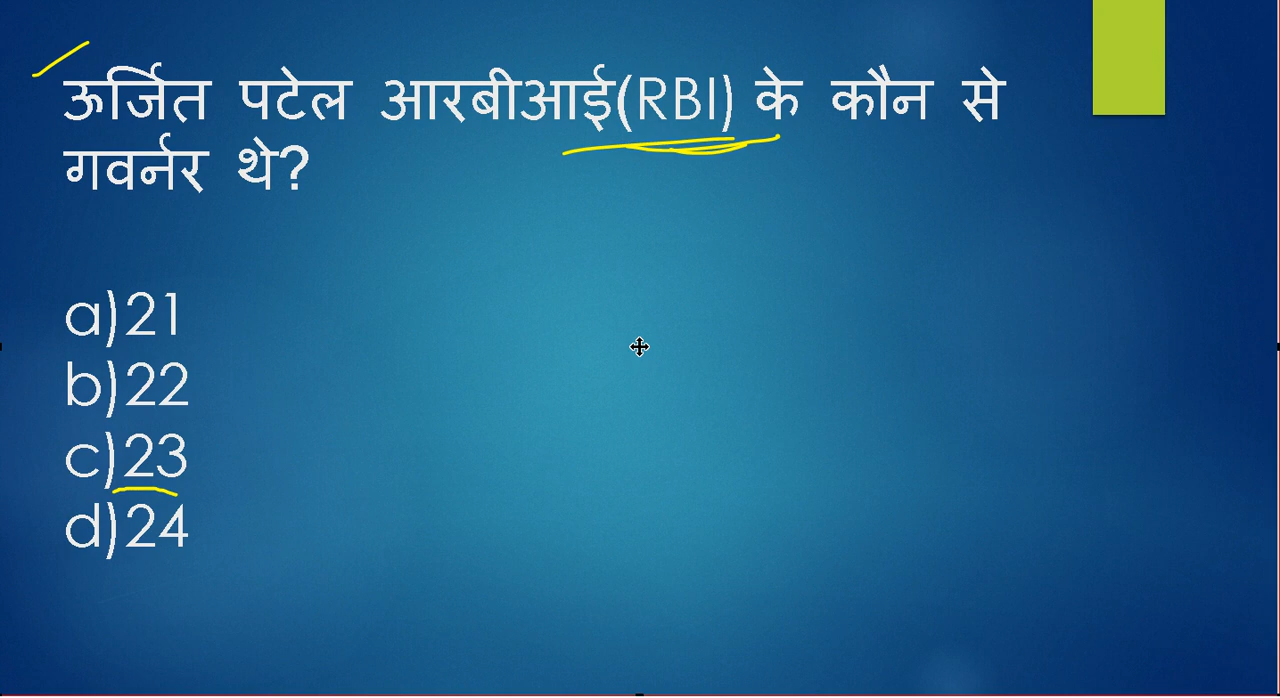 ऊर्जित पटेल आरबीआई(RBI) के कौन से
गवर्नर थे?
a)21
b)22
c)23
d)24